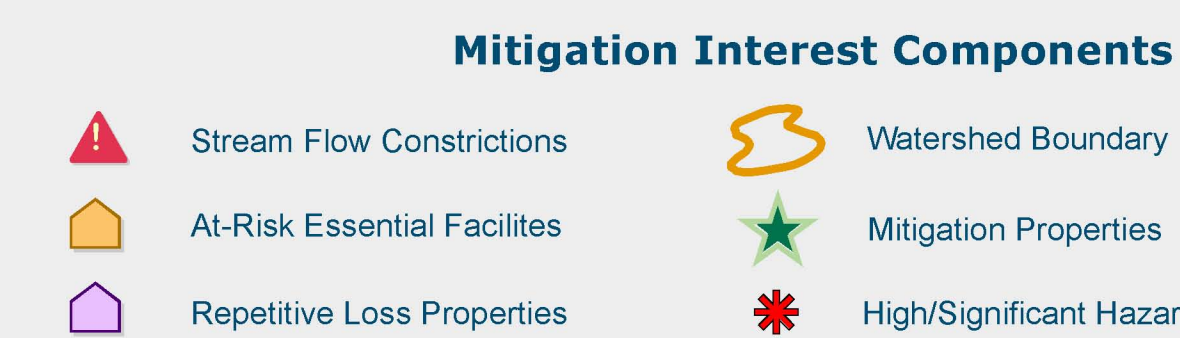 Mitigation Interest Components
Stream Flow Constrictions
Watershed Boundary
At-Risk Essential Facilites
Mitigation Properties
Repetitive Loss Properties
High/Significant